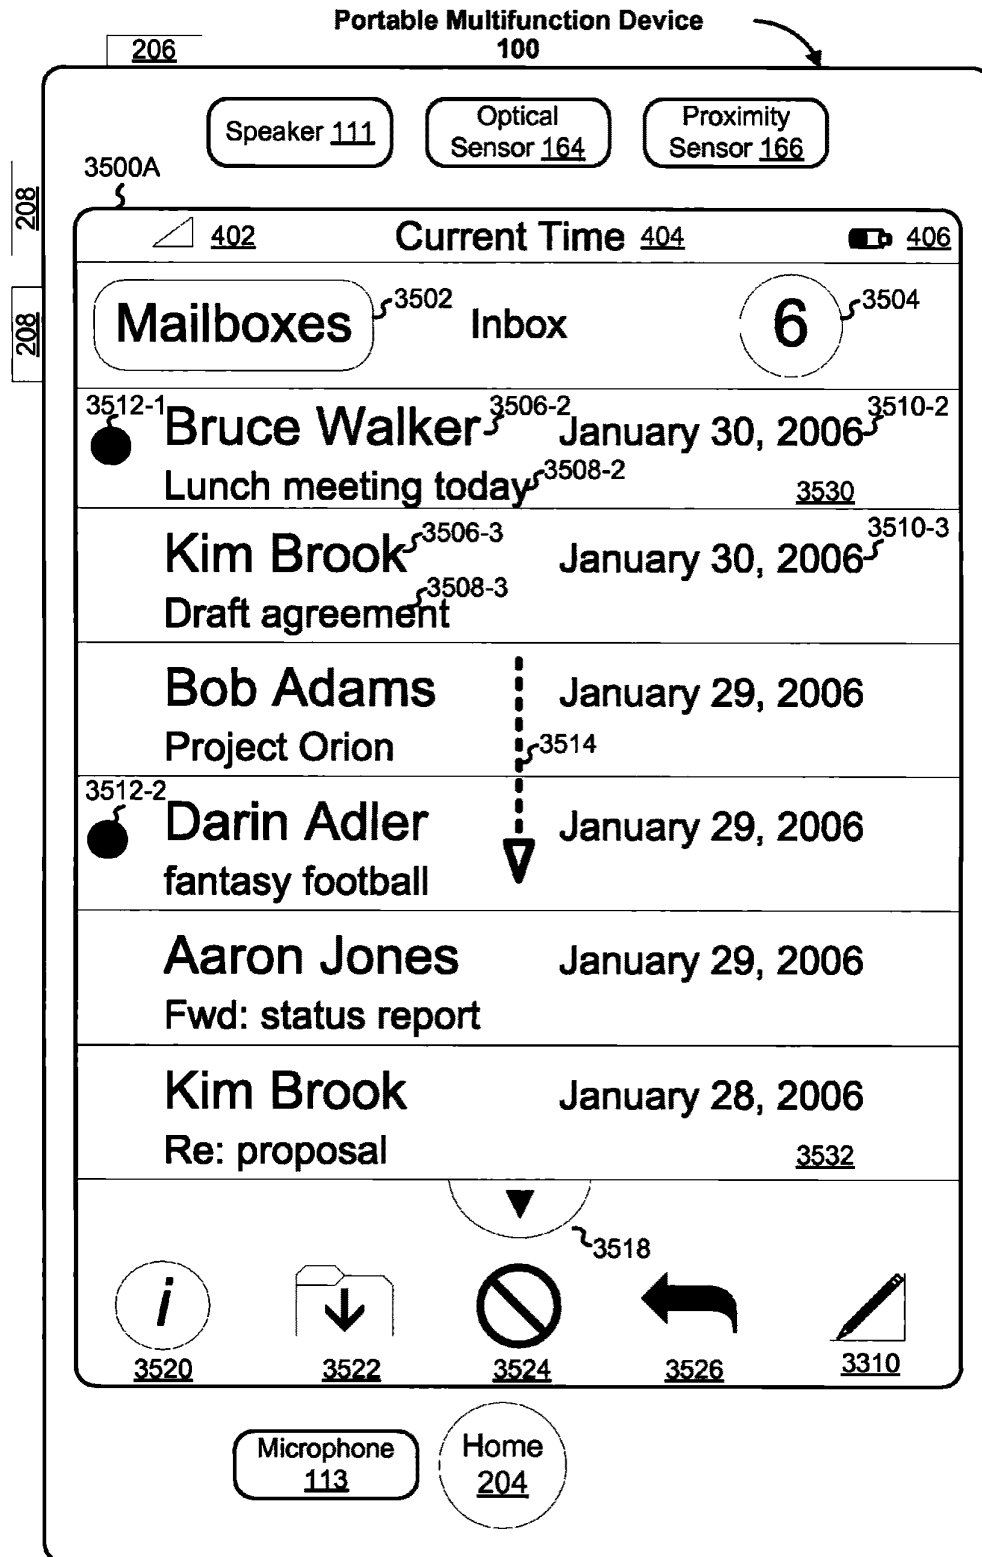 Portable Multifunction Device
100
206
Speaker 111
Optical
Sensor 164
Proximity
Sensor 166
3500A
208
208
402 Current Time 404 406
Mailboxes 3502 Inbox 6 3504
3512-1 Bruce Walker 3506-2 January 30, 2006 3510-2
Lunch meeting today 3508-2 3530
Kim Brook 3506-3 January 30, 2006 3510-3
Draft agreement 3508-3
Bob Adams January 29, 2006
Project Orion 3514
3512-2 Darin Adler January 29, 2006
fantasy football
Aaron Jones January 29, 2006
Fwd: status report
Kim Brook January 28, 2006
Re: proposal 3532
3518
i
3520 3522 3524 3526 3310
Microphone
113
Home
204